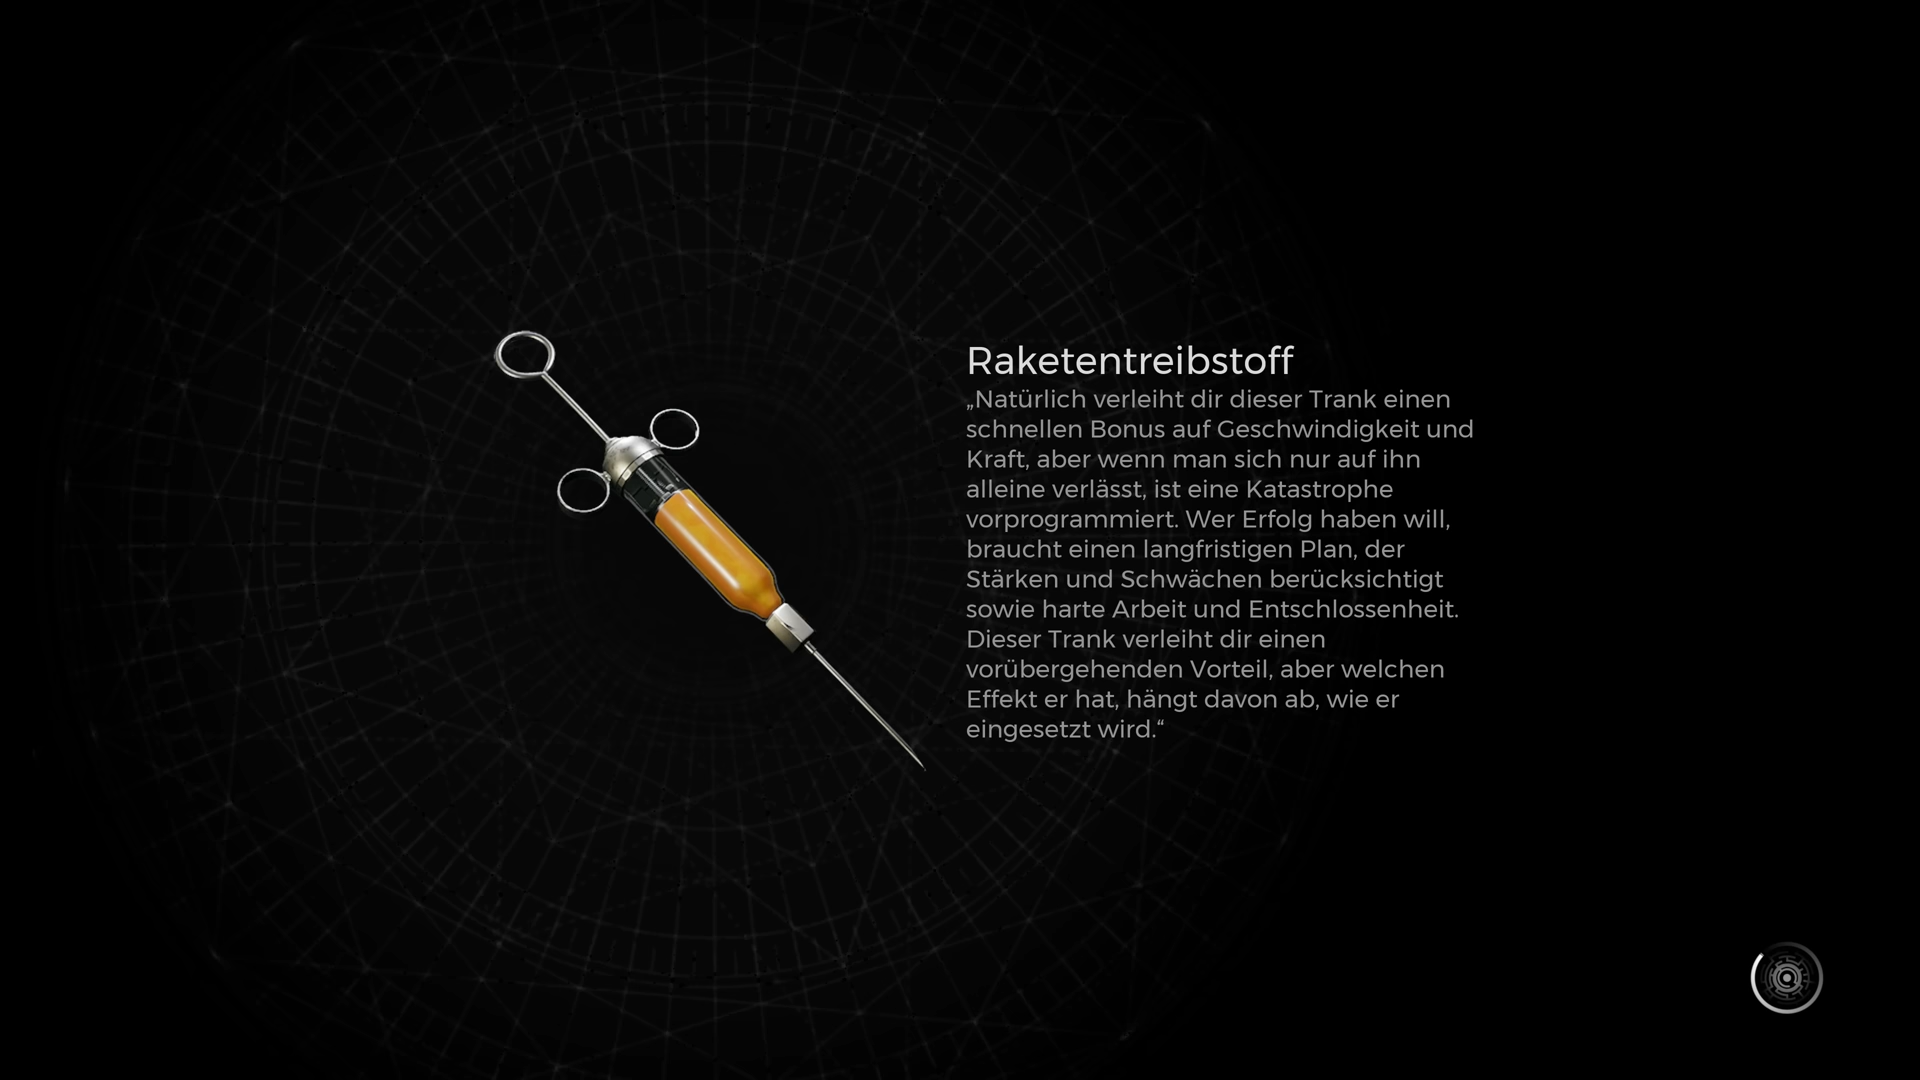 Raketentreibstoff
„Natürlich verleiht dir dieser Trank einen
schnellen Bonus auf Geschwindigkeit und
Kraft, aber wenn man sich nur auf ihn
alleine verlässt, ist eine Katastrophe
vorprogrammiert. Wer Erfolg haben will,
braucht einen langfristigen Plan, der
Stärken und Schwächen berücksichtigt
sowie harte Arbeit und Entschlossenheit.
Dieser Trank verleiht dir einen
vorübergehenden Vorteil, aber welchen
Effekt er hat, hängt davon ab, wie er
eingesetzt wird.“